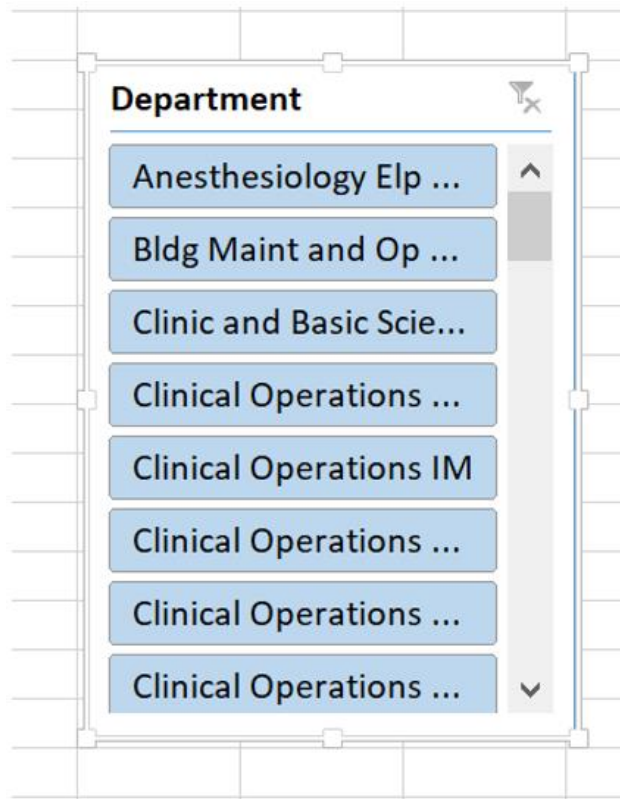 Department
Anesthesiology Elp ...
Bldg Maint and Op ...
Clinic and Basic Scie...
Clinical Operations ...
Clinical Operations IM
Clinical Operations ...
Clinical Operations ...
Clinical Operations ...